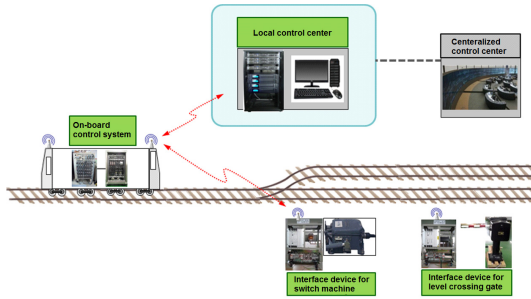 Local control center
Centralized
control center
On-board
control system
Interface device for
switch machine
Interface device for
level crossing gate